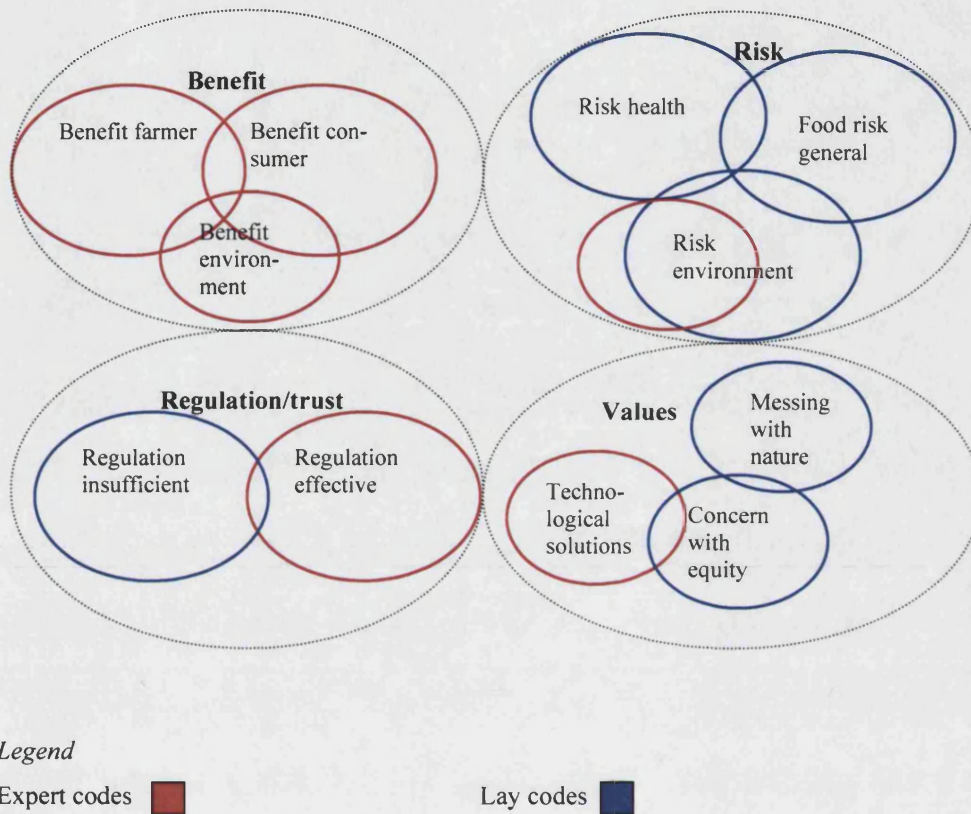 Benefit
Benefit farmer
Benefit con-
sumer
Benefit
environ-
ment
Risk
Risk health
Food risk
general
Risk
environment
Regulation/trust
Regulation
insufficient
Regulation
effective
Values
Messing
with
nature
Techno-
logical
solutions
Concern
with
equity
Legend
Expert codes
Lay codes